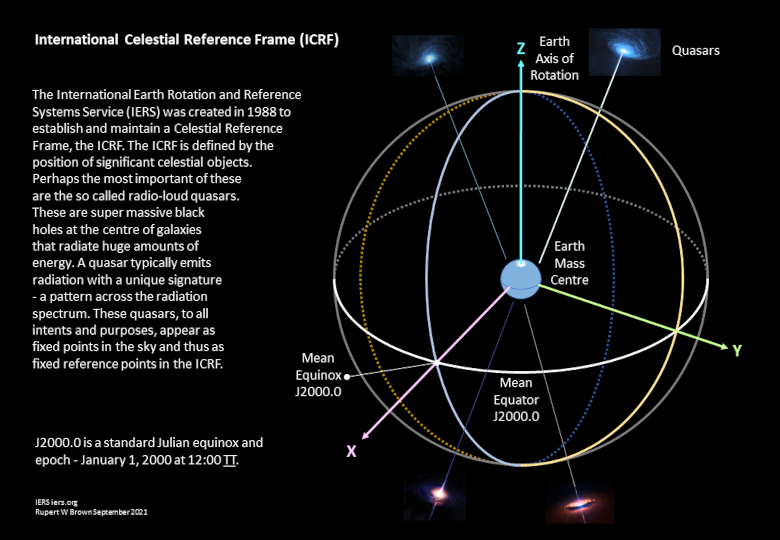 International Celestial Reference Frame (ICRF)
The International Earth Rotation and Reference
Systems Service (IERS) was created in 1988 to
establish and maintain a Celestial Reference
Frame, the ICRF. The ICRF is defined by the
position of significant celestial objects.
Perhaps the most important of these
are the so called radio-loud quasars.
These are super massive black
holes at the centre of galaxies
that radiate huge amounts of
energy. A quasar typically emits
radiation with a unique signature
- a pattern across the radiation
spectrum. These quasars, to all
intents and purposes, appear as
fixed points in the sky and thus as
fixed reference points in the ICRF.
J2000.0 is a standard Julian equinox and
epoch - January 1, 2000 at 12:00 TT.
IERS iers.org
Rupert W Brown September 2021
Z
Earth
Axis of
Rotation
Quasars
Earth
Mass
Centre
Y
Mean
Equinox
J2000.0
Mean
Equator
J2000.0
X